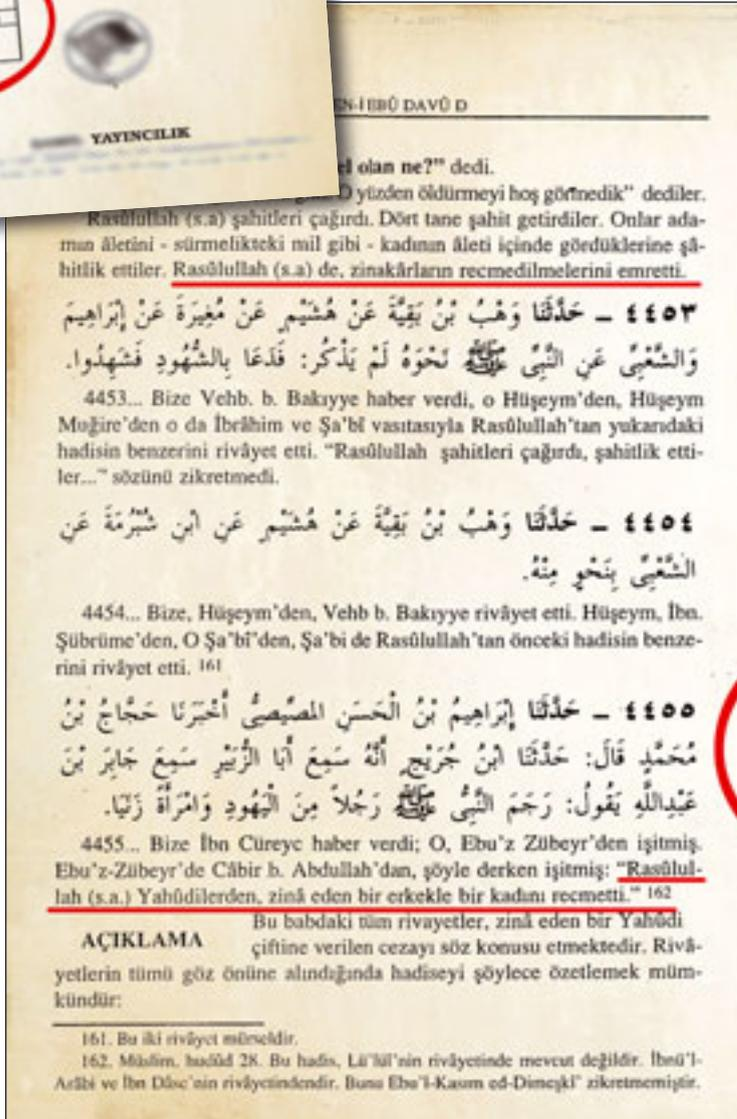 YAYINCILIK
EN-İ EBÛ DAVÛD
olan ne?" dedi.
O yüzden öldürmeyi hoş görmedik" dediler.
Rasûlullah (s.a) şahitleri çağırdı. Dört tane şahit getirdiler. Onlar ada-
mın âletini - sürmelikteki mil gibi - kadının âleti içinde gördüklerine şâ-
hitlik ettiler. Rasûlullah (s.a) de, zinakârların recmedilmelerini emretti.
٤٤٥٣ – حَدَّثَنَا وَهْبُ بْنُ بَقِيَّةَ عَنْ هُشَيْمٍ عَنْ مُغِيرَةَ عَنْ إِبْرَاهِيمَ
وَالشَّعْبِىِّ عَنِ النَّبِىِّ ﷺ نَحْوَهُ لَمْ يَذْكُر: فَدَعَا بِالشُّهُودِ فَشَهِدُوا.
4453... Bize Vehb. b. Bakıyye haber verdi, o Hüşeym'den, Hüşeym
Muğire'den o da İbrâhim ve Şa'bî vasıtasıyla Rasûlullah'tan yukarıdaki
hadisin benzerini rivâyet etti. "Rasûlullah şahitleri çağırdı, şahitlik etti-
ler..." sözünü zikretmedi.
٤٤٥٤ – حَدَّثَنَا وَهْبُ بْنُ بَقِيَّةَ عَنْ هُشَيْمٍ عَنِ ابْنِ شُبْرُمَةَ عَنِ
الشَّعْبِىِّ بِنَحْوٍ مِنْهُ.
4454... Bize, Hüşeym'den, Vehb b. Bakıyye rivâyet etti. Hüşeym, İbn.
Şübrüme'den, O Şa'bî'den, Şa'bi de Rasûlullah'tan önceki hadisin benze-
rini rivâyet etti. 161
٤٤٥٥ – حَدَّثَنَا إِبْرَاهِيمُ بْنُ الْحَسَنِ المصِّيصِىُّ أَخْبَرَنَا حَجَّاجُ بْنُ
مُحَمَّدٍ قَالَ: حَدَّثَنَا ابْنُ جُرَيْجٍ أَنَّهُ سَمِعَ أَبَا الزُّبَيْرِ سَمِعَ جَابِرَ بْنَ
عَبْدِاللَّهِ يَقُولُ: رَجَمَ النَّبِىُّ ﷺ رَجُلاً مِنَ الْيَهُودِ وَامْرَأَةً زَنَيَا.
4455... Bize İbn Cüreyc haber verdi; O, Ebu'z Zübeyr'den işitmiş.
Ebu'z-Zübeyr'de Câbir b. Abdullah'dan, şöyle derken işitmiş: "Rasûlul-
lah (s.a.) Yahûdilerden, zinâ eden bir erkekle bir kadını recmetti." 162
Bu babdaki tüm rivayetler, zinâ eden bir Yahûdi
AÇIKLAMA çiftine verilen cezayı söz konusu etmektedir. Rivâ-
yetlerin tümü göz önüne alındığında hadiseyi şöylece özetlemek müm-
kündür:
161. Bu iki rivâyet mürseldir.
162. Müslim, hudûd 28. Bu hadis, Lü'lüî'nin rivâyetinde mevcut değildir. İbnü'l-
Arâbi ve İbn Dâse'nin rivâyetindendir. Bunu Ebu'l-Kasım ed-Dimeşkî zikretmemiştir.